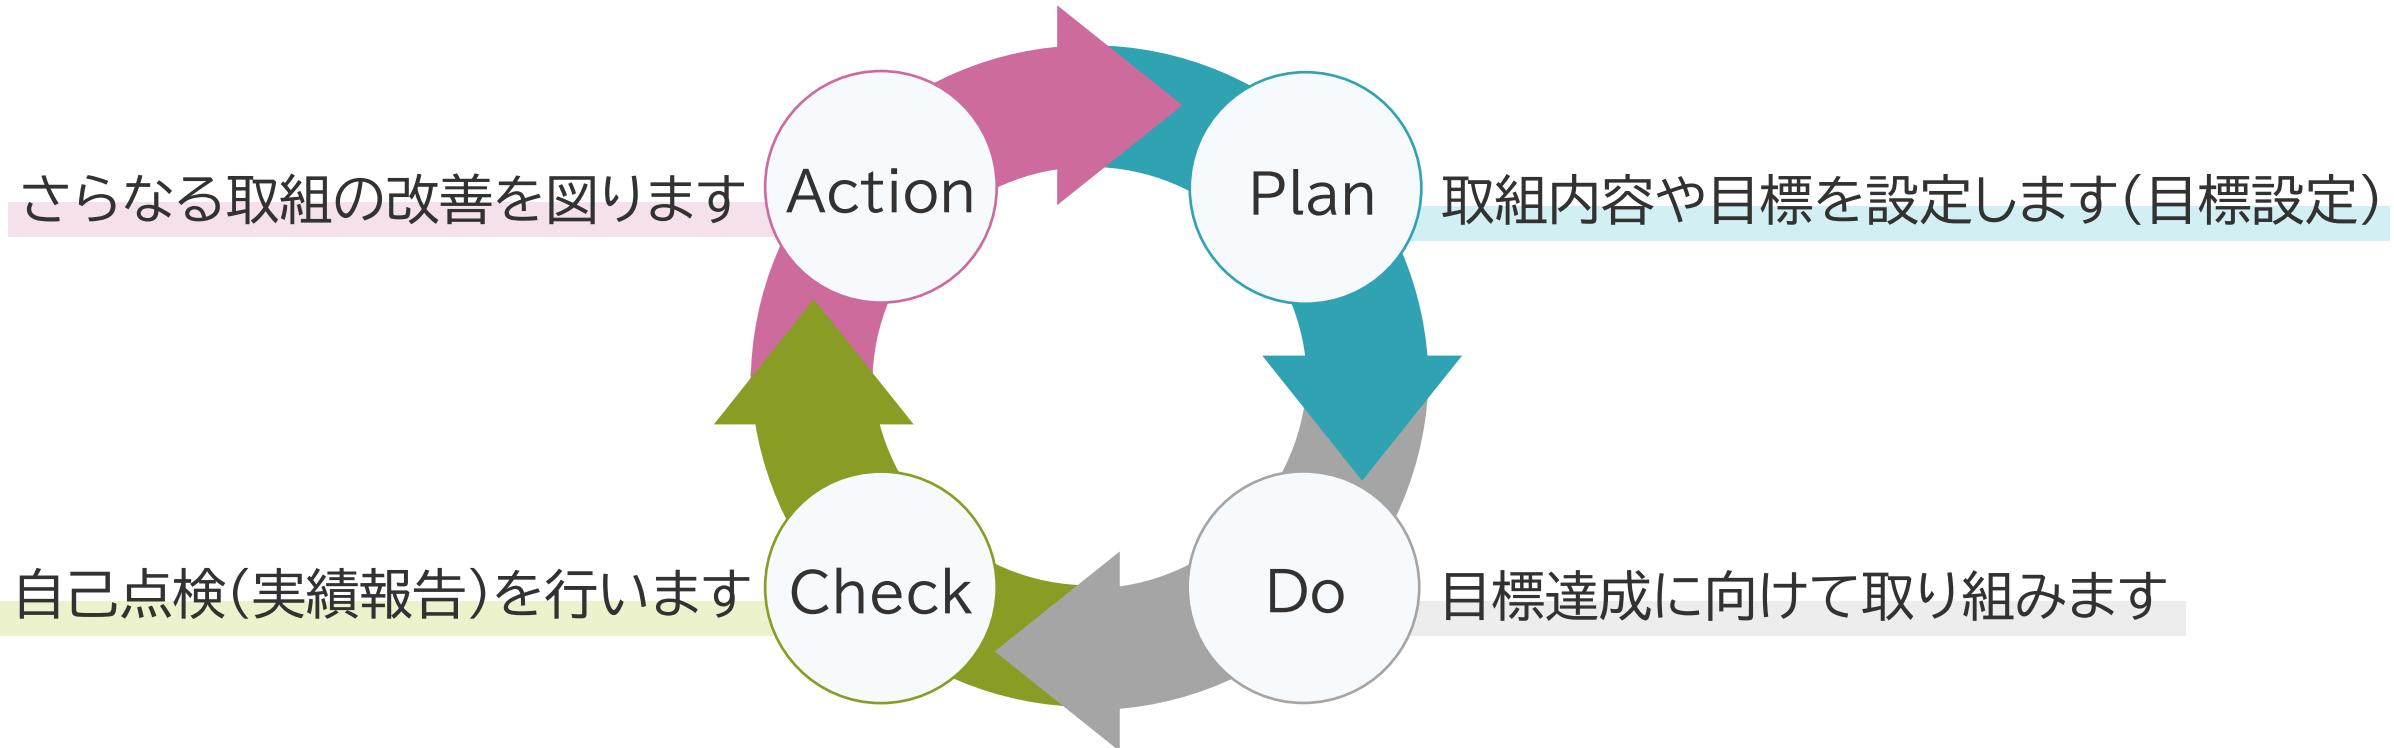 さらなる取組の改善を図ります
Action
Plan
取組内容や目標を設定します(目標設定)
自己点検(実績報告)を行います
Check
Do
目標達成に向けて取り組みます